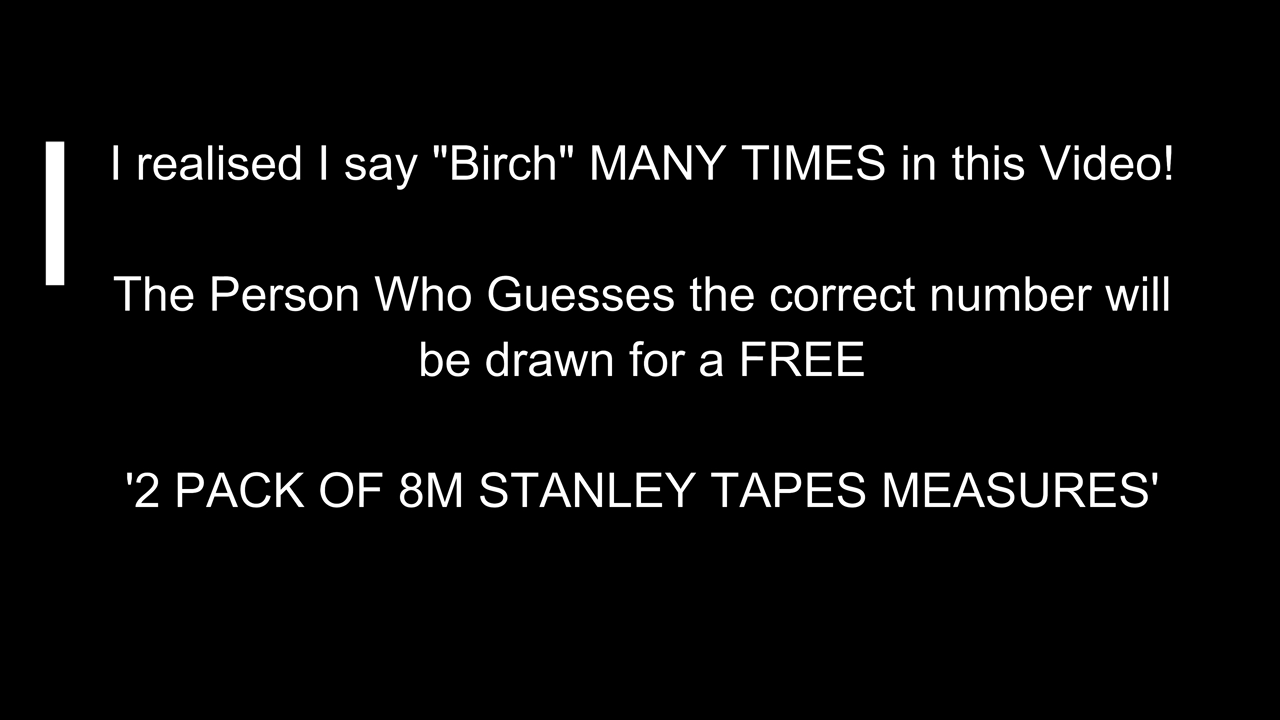 I realised I say "Birch" MANY TIMES in this Video!
The Person Who Guesses the correct number will
be drawn for a FREE
'2 PACK OF 8M STANLEY TAPES MEASURES'